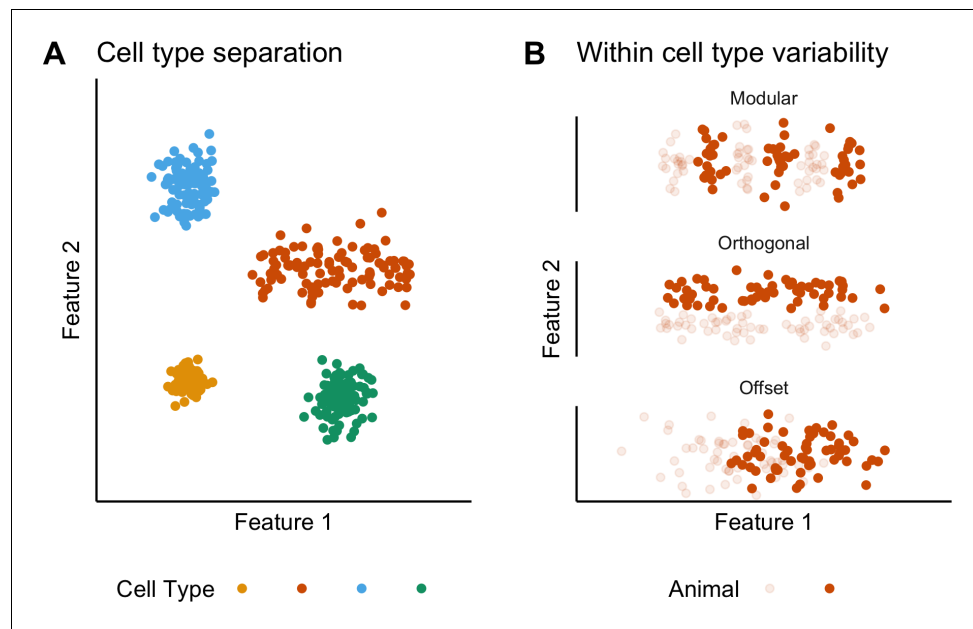 A Cell type separation
Feature 2
Feature 1
Cell Type
B Within cell type variability
Modular
Orthogonal
Offset
Feature 2
Feature 1
Animal